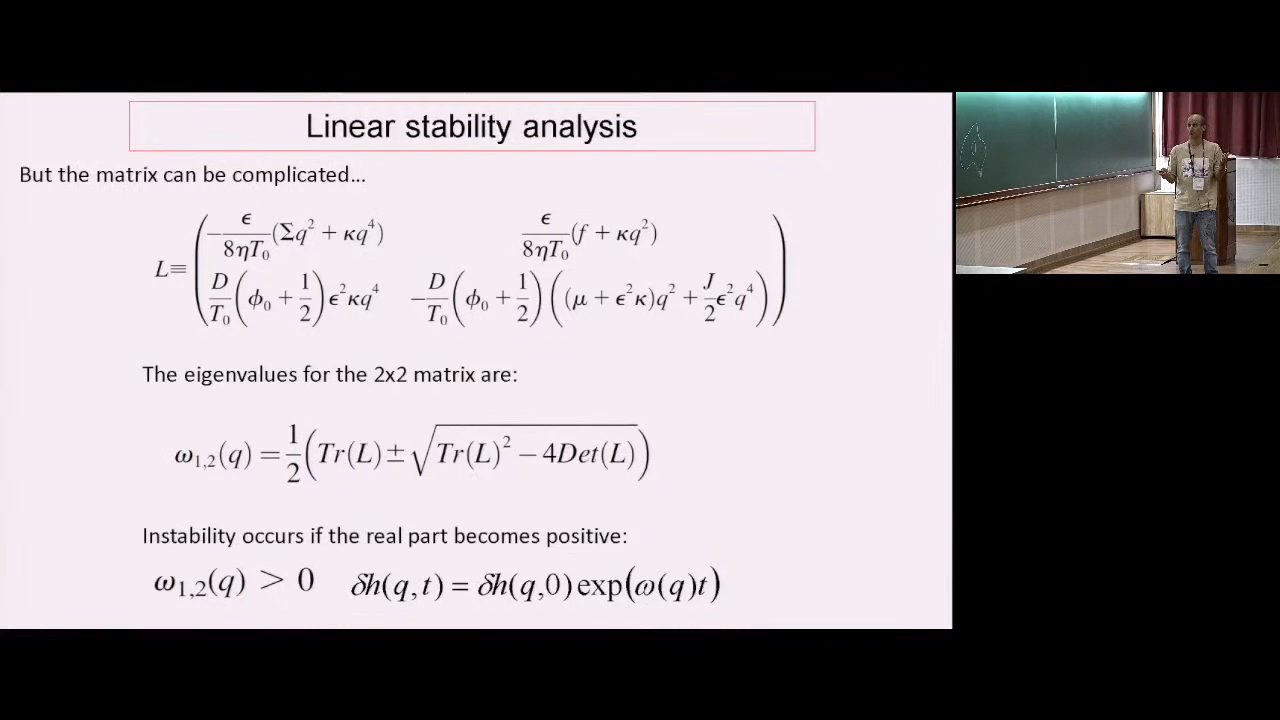 Linear stability analysis
But the matrix can be complicated...
L≡ ( −ϵ/(8ηT₀) (Σq² + κq⁴)    ϵ/(8ηT₀) (f + κq²)
D/T₀ (ϕ₀ + 1/2) ϵ²κq⁴    −D/T₀ (ϕ₀ + 1/2) ((μ + ϵ²κ)q² + J/2 ϵ²q⁴) )
The eigenvalues for the 2x2 matrix are:
ω₁,₂(q) = 1/2 (Tr(L) ± √(Tr(L)² − 4Det(L)))
Instability occurs if the real part becomes positive:
ω₁,₂(q) > 0    δh(q,t) = δh(q,0)exp(ω(q)t)